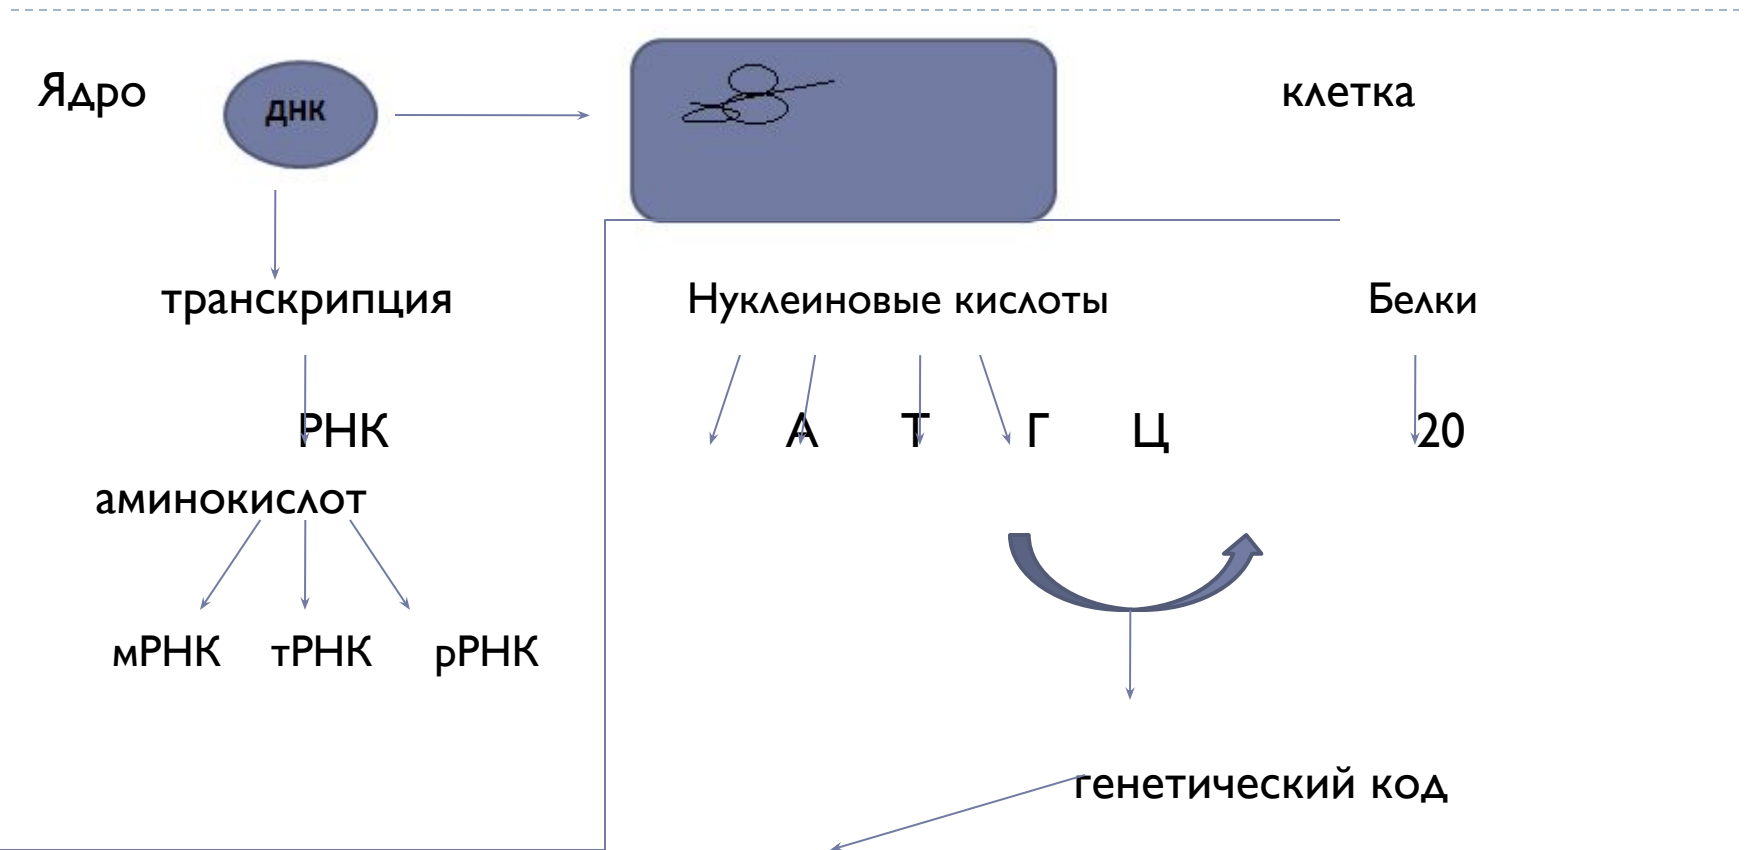 Ядро ДНК клетка
транскрипция Нуклеиновые кислоты Белки
РНК А Т Г Ц 20
аминокислот
мРНК тРНК рРНК
генетический код